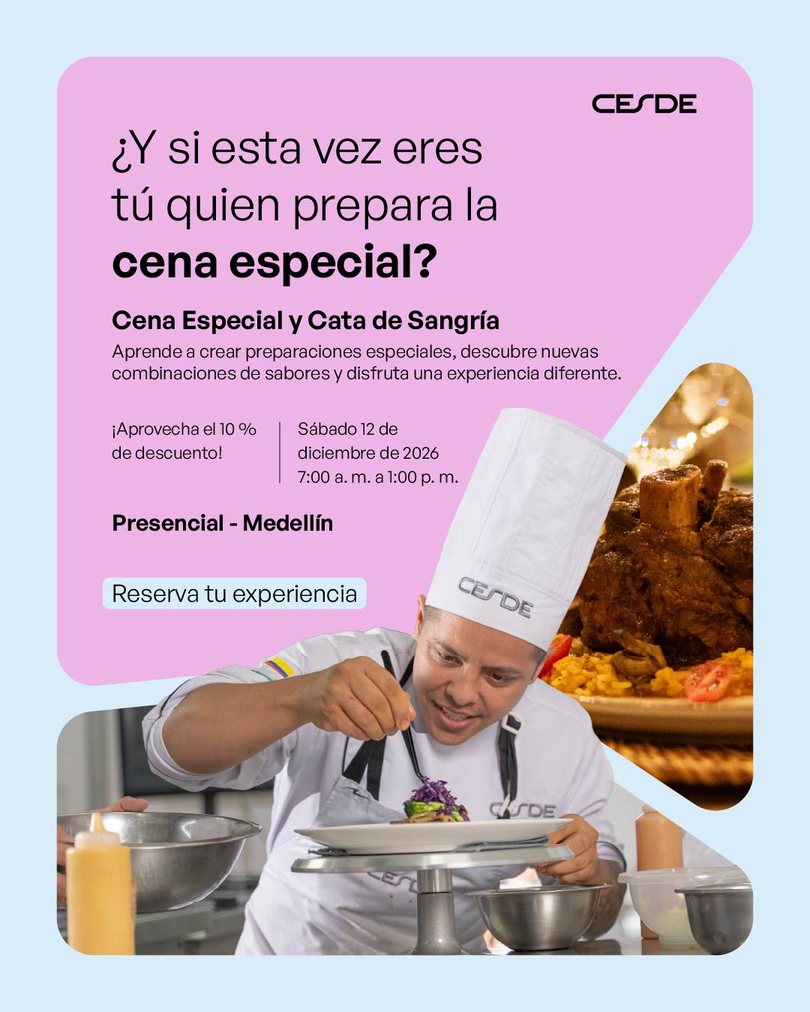 CESDE
¿Y si esta vez eres
tú quien prepara la
cena especial?
Cena Especial y Cata de Sangría
Aprende a crear preparaciones especiales, descubre nuevas
combinaciones de sabores y disfruta una experiencia diferente.
¡Aprovecha el 10 %
de descuento!
Sábado 12 de
diciembre de 2026
7:00 a. m. a 1:00 p. m.
Presencial - Medellín
Reserva tu experiencia
CESDE
CESDE